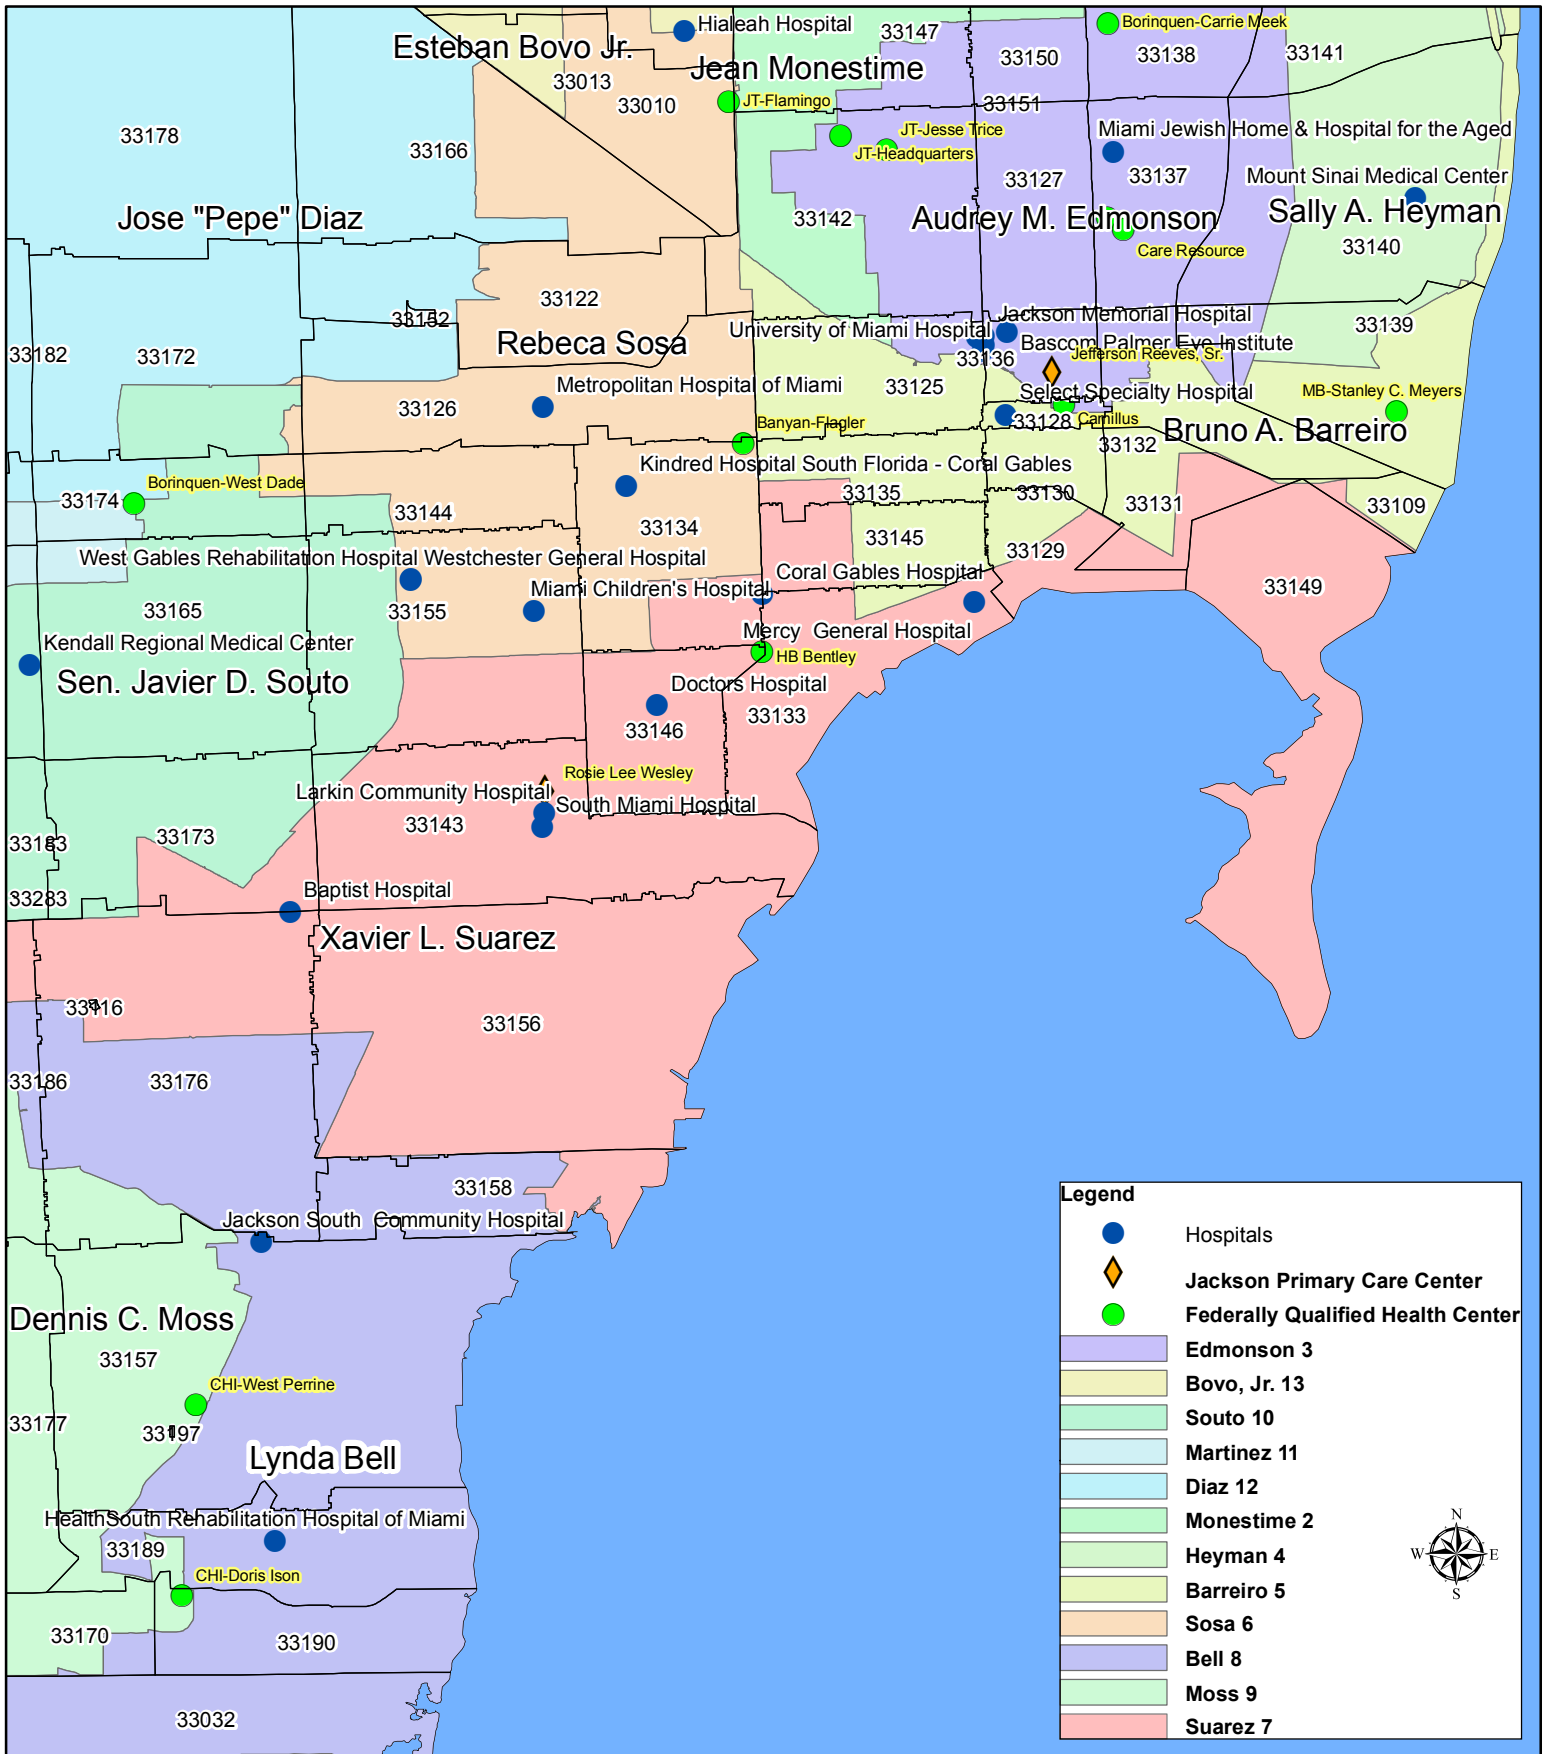 Hialeah Hospital
Borinquen-Carrie Meek
33147
Esteban Bovo Jr.
33150
33138
33141
Jean Monestime
33013
33010
JT-Flamingo
33151
33178
33166
JT-Jesse Trice
JT-Headquarters
Miami Jewish Home & Hospital for the Aged
33127
33137
Mount Sinai Medical Center
Jose "Pepe" Diaz
33142
Audrey M. Edmonson
Sally A. Heyman
Care Resource
33140
33122
33152
Rebeca Sosa
University of Miami Hospital
Jackson Memorial Hospital
33139
33182
33172
33136
Bascom Palmer Eye Institute
Jefferson Reeves, Sr.
Metropolitan Hospital of Miami
33125
33126
Select Specialty Hospital
MB-Stanley C. Meyers
Banyan-Flagler
33128
Camillus
33132
Bruno A. Barreiro
Kindred Hospital South Florida - Coral Gables
Borinquen-West Dade
33174
33144
33135
33130
33131
33109
33134
33145
33129
West Gables Rehabilitation Hospital
Westchester General Hospital
Coral Gables Hospital
33149
Miami Children's Hospital
33165
33155
Mercy General Hospital
Kendall Regional Medical Center
HB Bentley
Sen. Javier D. Souto
Doctors Hospital
33146
33133
Rosie Lee Wesley
Larkin Community Hospital
South Miami Hospital
33143
33183
33173
33283
Baptist Hospital
Xavier L. Suarez
33116
33156
33186
33176
33158
Jackson South Community Hospital
Dennis C. Moss
33157
CHI-West Perrine
33177
33197
Lynda Bell
HealthSouth Rehabilitation Hospital of Miami
33189
CHI-Doris Ison
33170
33190
33032
Legend
Hospitals
Jackson Primary Care Center
Federally Qualified Health Center
Edmonson 3
Bovo, Jr. 13
Souto 10
Martinez 11
Diaz 12
Monestime 2
Heyman 4
Barreiro 5
Sosa 6
Bell 8
Moss 9
Suarez 7
N
W
E
S